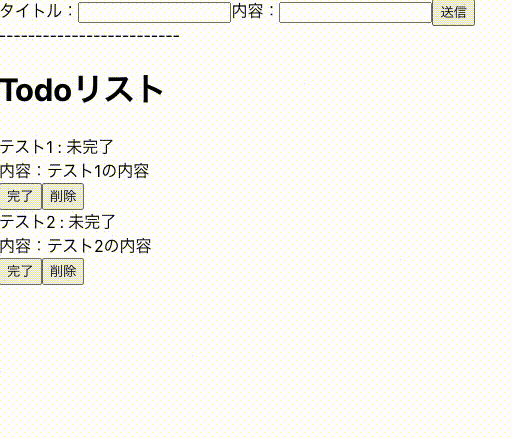 タイトル：内容：送信
-------------------------
Todoリスト
テスト1 : 未完了
内容：テスト1の内容
完了 削除
テスト2 : 未完了
内容：テスト2の内容
完了 削除